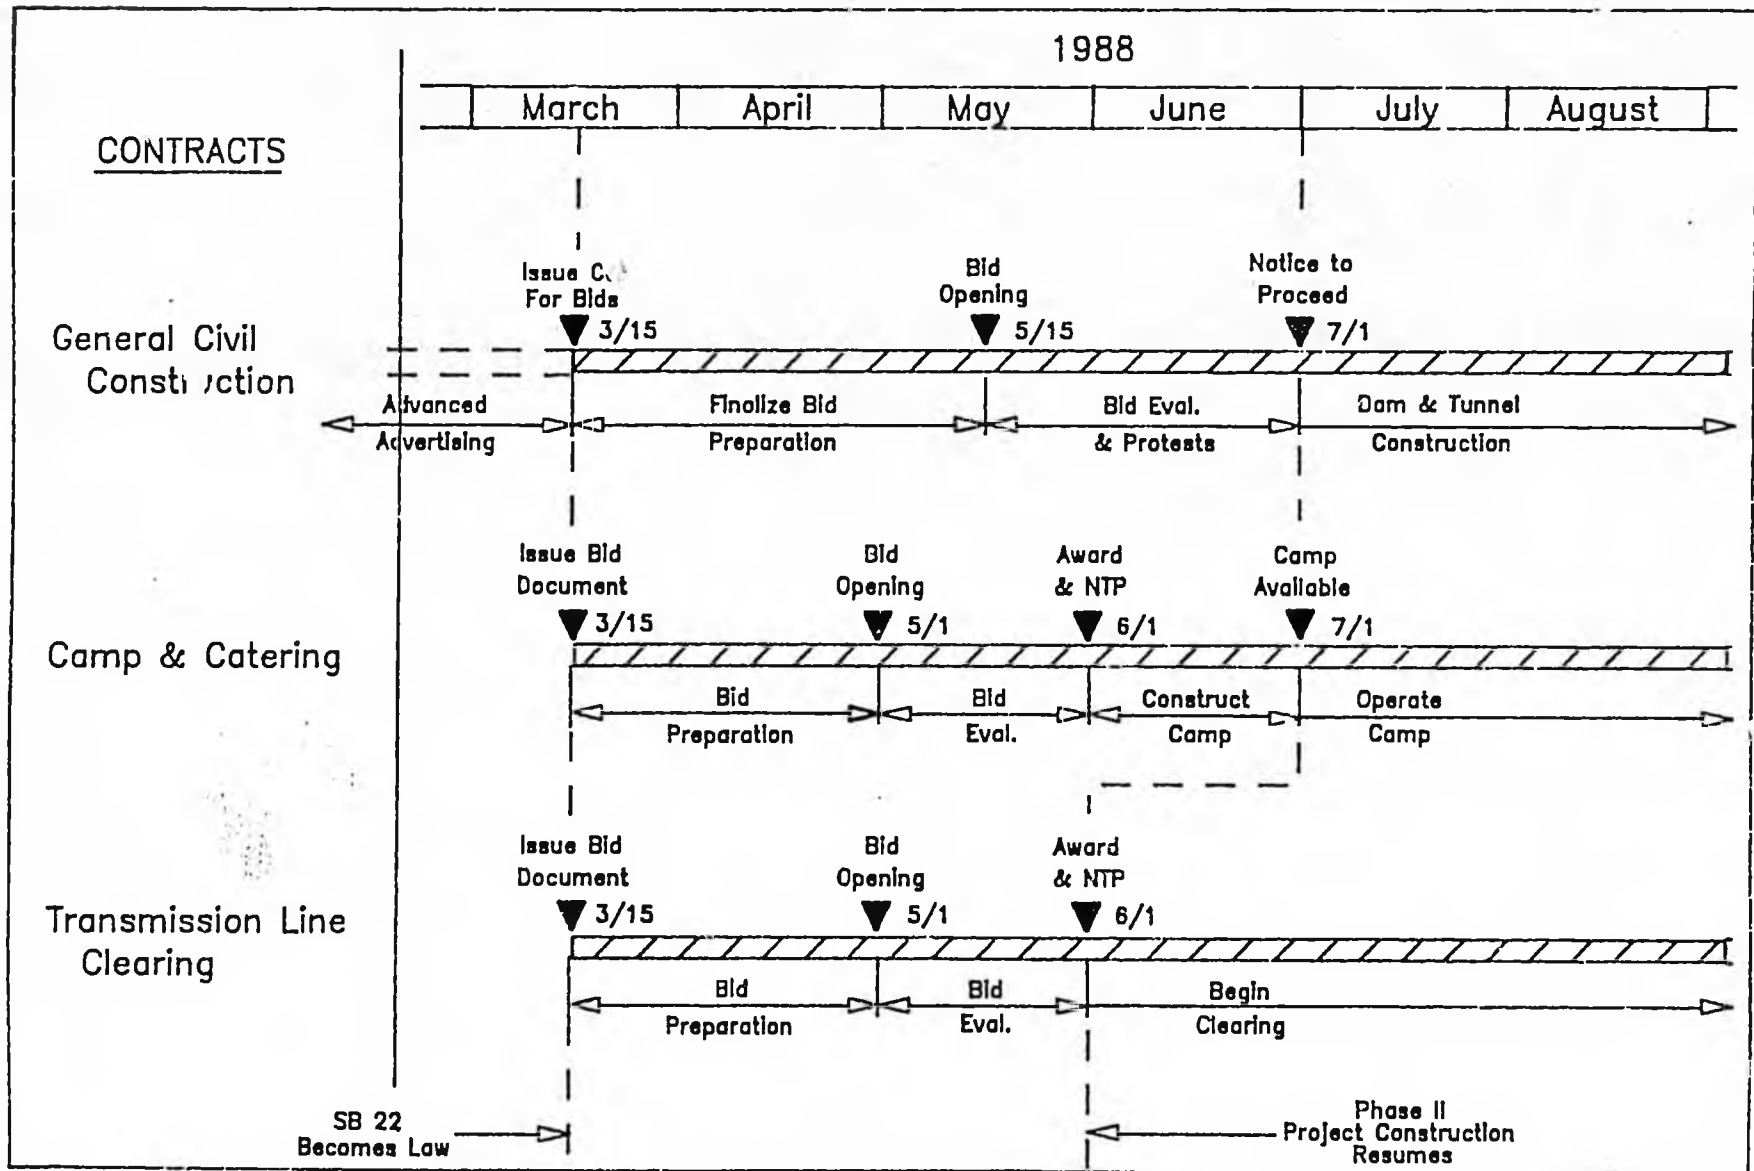 1988
March April May June July August
CONTRACTS
Issue
For Bids
3/15
Bid
Opening
5/15
Notice to
Proceed
7/1
General Civil
Advanced
Advertising
Finalize Bid
Preparation
Bid Eval.
& Protests
Dam & Tunnel
Construction
Issue Bid
Document
3/15
Bid
Opening
5/1
Award
& NTP
6/1
Camp
Available
7/1
Camp & Catering
Bid
Preparation
Bid
Eval.
Construct
Camp
Operate
Camp
Issue Bid
Document
3/15
Bid
Opening
5/1
Award
& NTP
6/1
Transmission Line
Clearing
Bid
Preparation
Bid
Eval.
Begin
Clearing
SB 22
Becomes Law
Phase II
Project Construction
Resumes